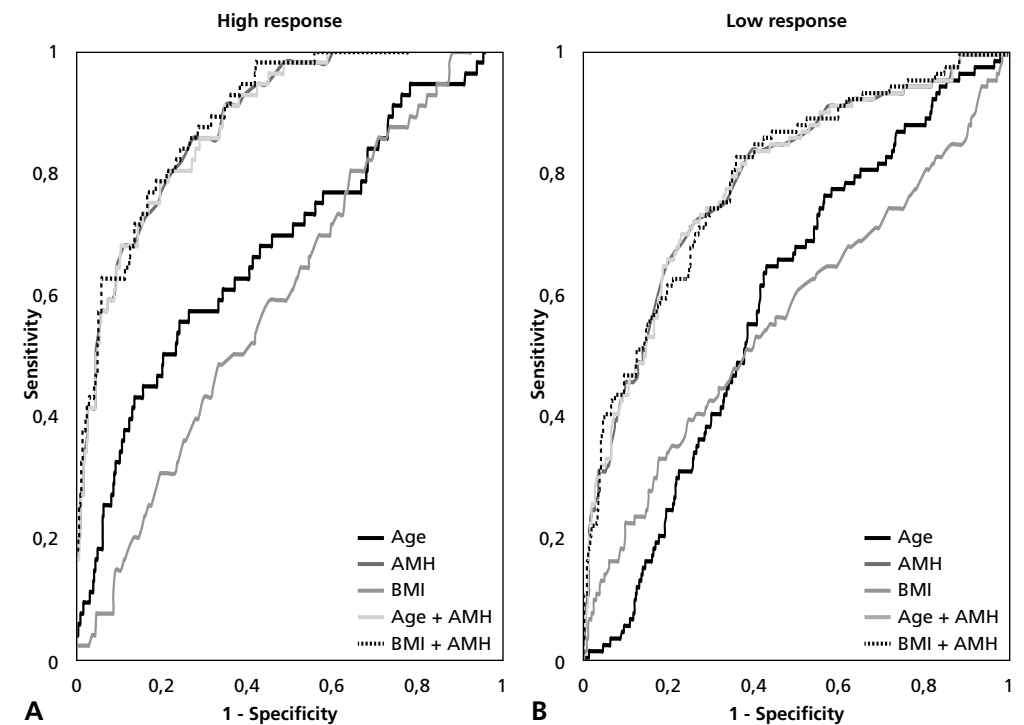 High response
1
0,8
0,6
0,4
0,2
0
Sensitivity
0
0,2
0,4
0,6
0,8
1
1 - Specificity
Age
AMH
BMI
Age + AMH
BMI + AMH
A
Low response
1
0,8
0,6
0,4
0,2
0
Sensitivity
0
0,2
0,4
0,6
0,8
1
1 - Specificity
Age
AMH
BMI
Age + AMH
BMI + AMH
B